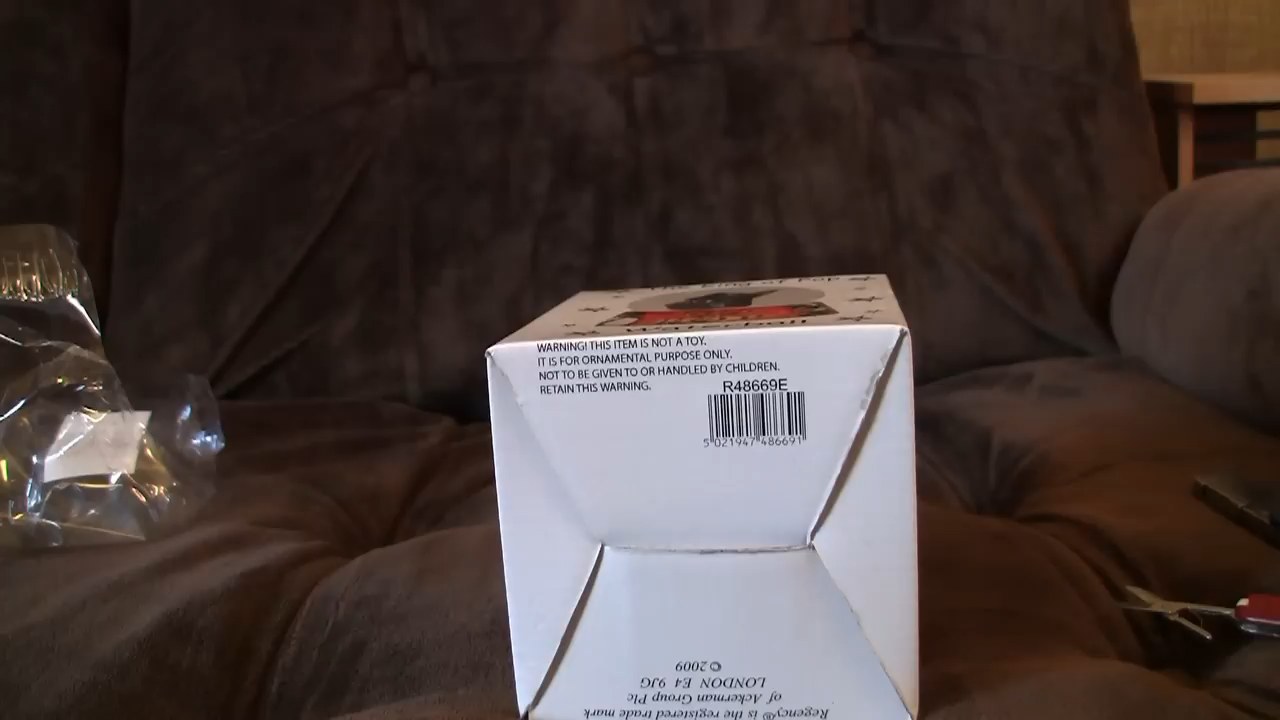 Waterball
WARNING! THIS ITEM IS NOT A TOY.
IT IS FOR ORNAMENTAL PURPOSE ONLY.
NOT TO BE GIVEN TO OR HANDLED BY CHILDREN.
RETAIN THIS WARNING.
R48669E
5 021947 486691
Regency® is the registered trade mark
of Ackerman Group Plc
LONDON E4 9JG
© 2009